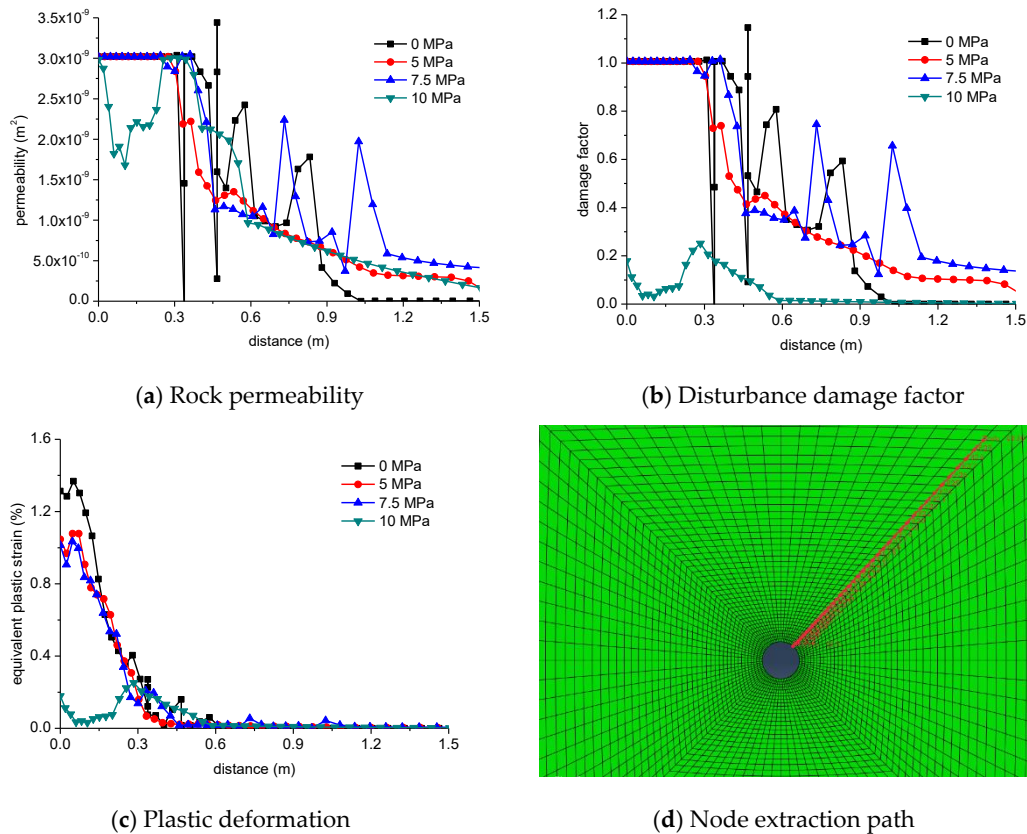 3.5x10⁻⁹
3.0x10⁻⁹
2.5x10⁻⁹
2.0x10⁻⁹
1.5x10⁻⁹
1.0x10⁻⁹
5.0x10⁻¹⁰
0.0
permeability (m²)
0 MPa
5 MPa
7.5 MPa
10 MPa
0.0 0.3 0.6 0.9 1.2 1.5
distance (m)
(a) Rock permeability
1.2
1.0
0.8
0.6
0.4
0.2
0.0
damage factor
0 MPa
5 MPa
7.5 MPa
10 MPa
0.0 0.3 0.6 0.9 1.2 1.5
distance (m)
(b) Disturbance damage factor
1.6
1.2
0.8
0.4
0.0
equivalent plastic strain (%)
0 MPa
5 MPa
7.5 MPa
10 MPa
0.0 0.3 0.6 0.9 1.2 1.5
distance (m)
(c) Plastic deformation
(d) Node extraction path